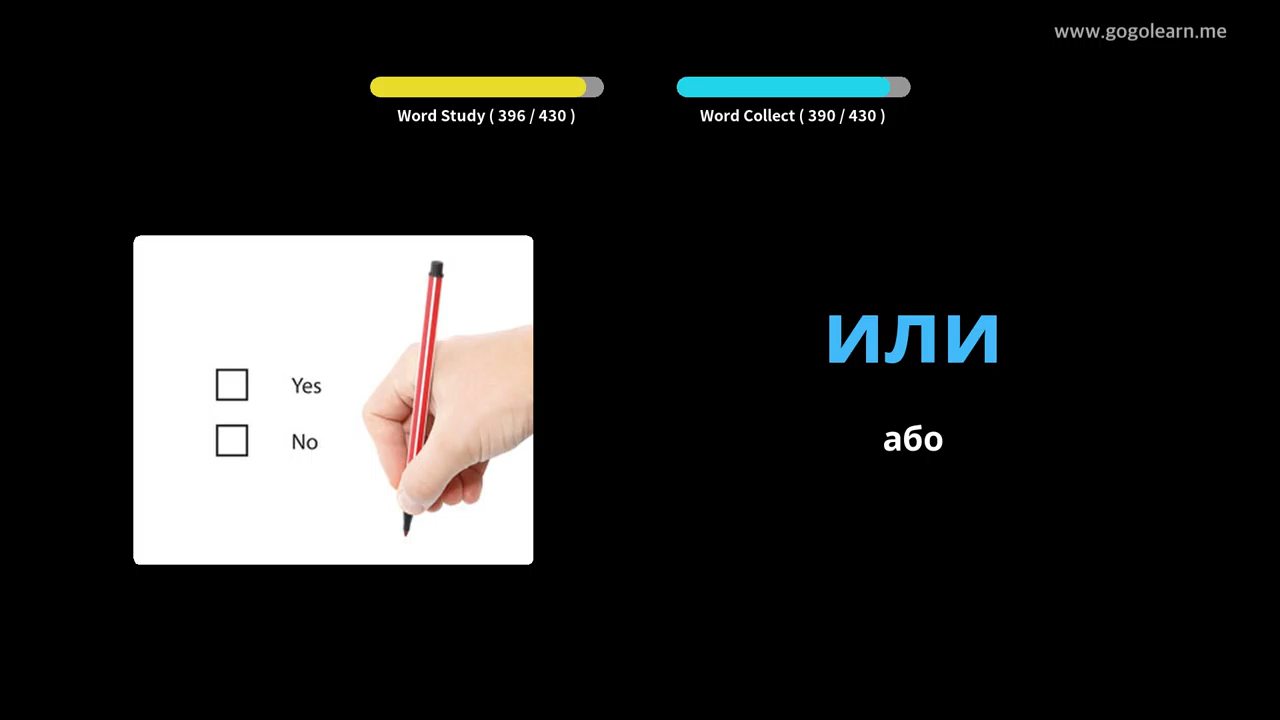 www.gogolearn.me
Word Study ( 396 / 430 )
Word Collect ( 390 / 430 )
Yes
No
или
або